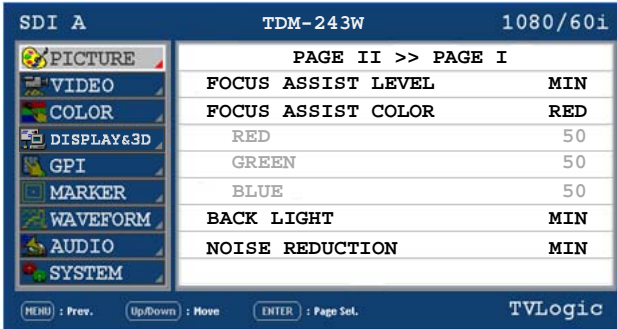 SDI A TDM-243W 1080/60i
PICTURE
VIDEO
COLOR
DISPLAY&3D
GPI
MARKER
WAVEFORM
AUDIO
SYSTEM
PAGE II >> PAGE I
FOCUS ASSIST LEVEL MIN
FOCUS ASSIST COLOR RED
RED 50
GREEN 50
BLUE 50
BACK LIGHT MIN
NOISE REDUCTION MIN
MENU : Prev. Up/Down : Move ENTER : Page Sel. TVLogic